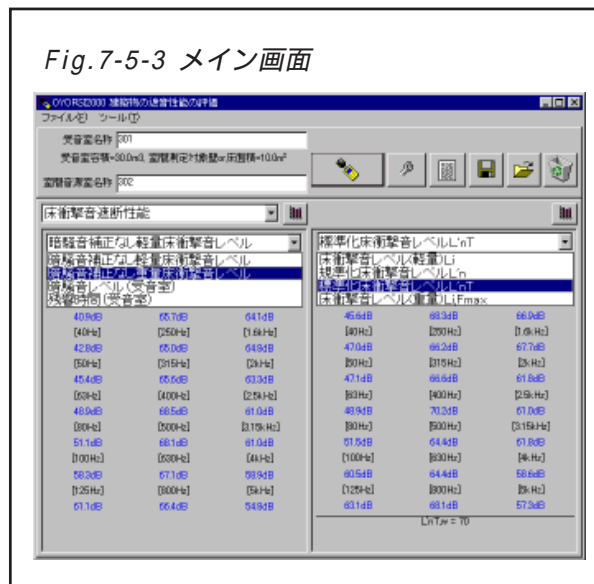 Fig.7-5-3 メイン画面
OYO RSI2000 建築物の遮音性能の評価
ファイル(F) ツール(T)
受音室名称 301
受音室容積=30.0m3, 室間測定対象壁or床面積=10.0m²
室間音源室名称 302
床衝撃音遮断性能
暗騒音補正なし軽量床衝撃音レベル
暗騒音補正なし軽量床衝撃音レベル
暗騒音補正なし重量床衝撃音レベル
暗騒音レベル(受音室)
残響時間(受音室)
40.9dB 65.7dB 64.1dB
[40Hz] [250Hz] [1.6kHz]
42.8dB 65.0dB 64.9dB
[50Hz] [315Hz] [2kHz]
45.4dB 65.6dB 63.3dB
[63Hz] [400Hz] [2.5kHz]
48.9dB 68.5dB 61.0dB
[80Hz] [500Hz] [3.15kHz]
51.1dB 68.1dB 61.0dB
[100Hz] [630Hz] [4kHz]
58.3dB 67.1dB 58.9dB
[125Hz] [800Hz] [5kHz]
61.1dB 66.4dB 54.9dB
標準化床衝撃音レベルL'nT
床衝撃音レベル(軽量)Li
規準化床衝撃音レベルL'n
標準化床衝撃音レベルL'nT
床衝撃音レベル(重量)Li,Fmax
45.6dB 68.3dB 66.9dB
[40Hz] [250Hz] [1.6kHz]
47.0dB 66.2dB 67.7dB
[50Hz] [315Hz] [2kHz]
47.1dB 66.6dB 61.8dB
[63Hz] [400Hz] [2.5kHz]
49.9dB 70.2dB 61.0dB
[80Hz] [500Hz] [3.15kHz]
51.5dB 64.4dB 61.8dB
[100Hz] [630Hz] [4kHz]
60.5dB 64.4dB 58.6dB
[125Hz] [800Hz] [5kHz]
63.1dB 68.1dB 57.3dB
L'nT,w = 70